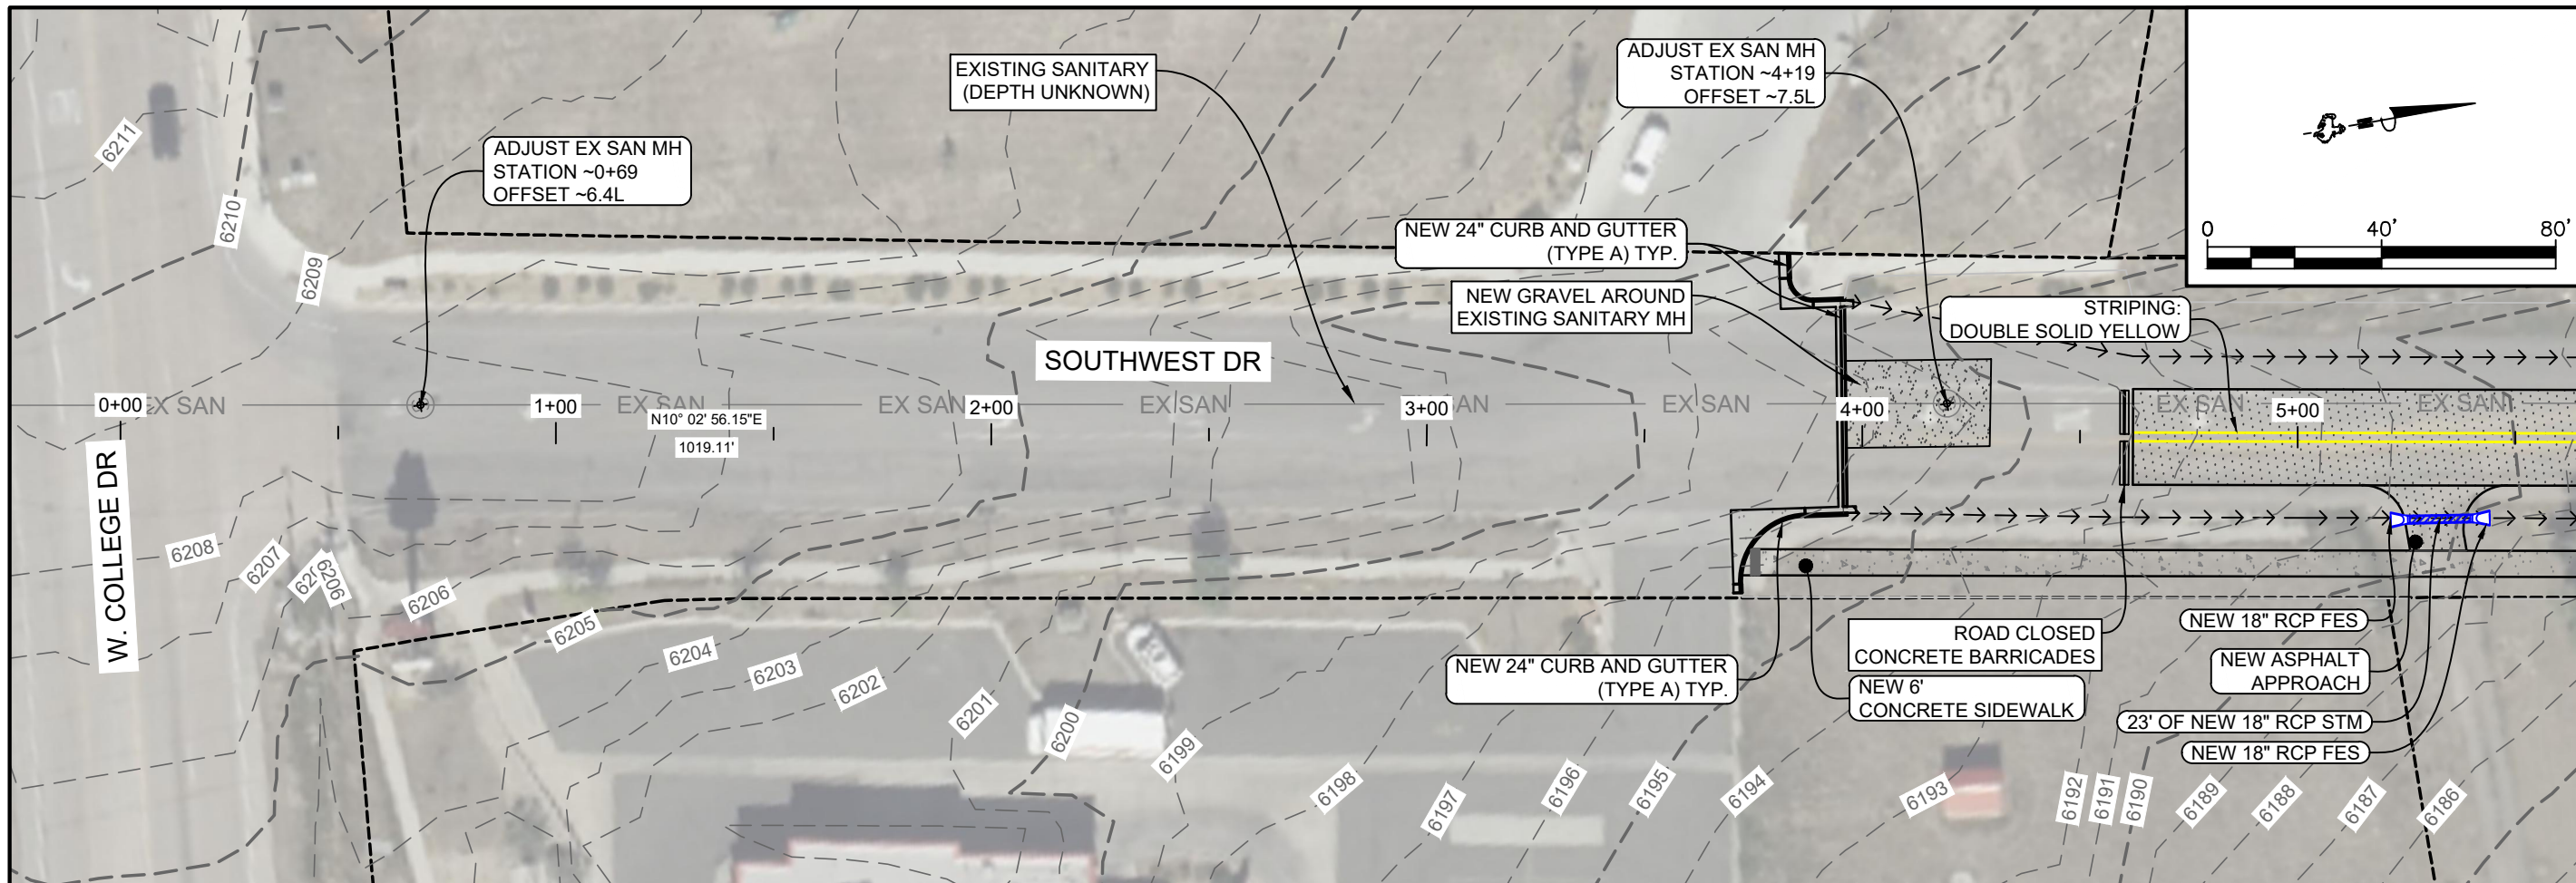 ADJUST EX SAN MH
STATION ~0+69
OFFSET ~6.4L
EXISTING SANITARY
(DEPTH UNKNOWN)
ADJUST EX SAN MH
STATION ~4+19
OFFSET ~7.5L
NEW 24" CURB AND GUTTER
(TYPE A) TYP.
NEW GRAVEL AROUND
EXISTING SANITARY MH
STRIPING:
DOUBLE SOLID YELLOW
0 40' 80'
6211
6210
6209
SOUTHWEST DR
0+00
EX SAN
1+00
EX SAN
EX SAN
2+00
EX SAN
3+00
EX SAN
4+00
EX SAN
5+00
EX SAN
N10° 02' 56.15"E
1019.11'
W. COLLEGE DR
6208
6207
6206
6206
6205
6204
6203
6202
6201
6200
6199
6198
6197
6196
6195
6194
6193
6192
6191
6190
6189
6188
6187
6186
NEW 24" CURB AND GUTTER
(TYPE A) TYP.
ROAD CLOSED
CONCRETE BARRICADES
NEW 6'
CONCRETE SIDEWALK
NEW 18" RCP FES
NEW ASPHALT
APPROACH
23' OF NEW 18" RCP STM
NEW 18" RCP FES